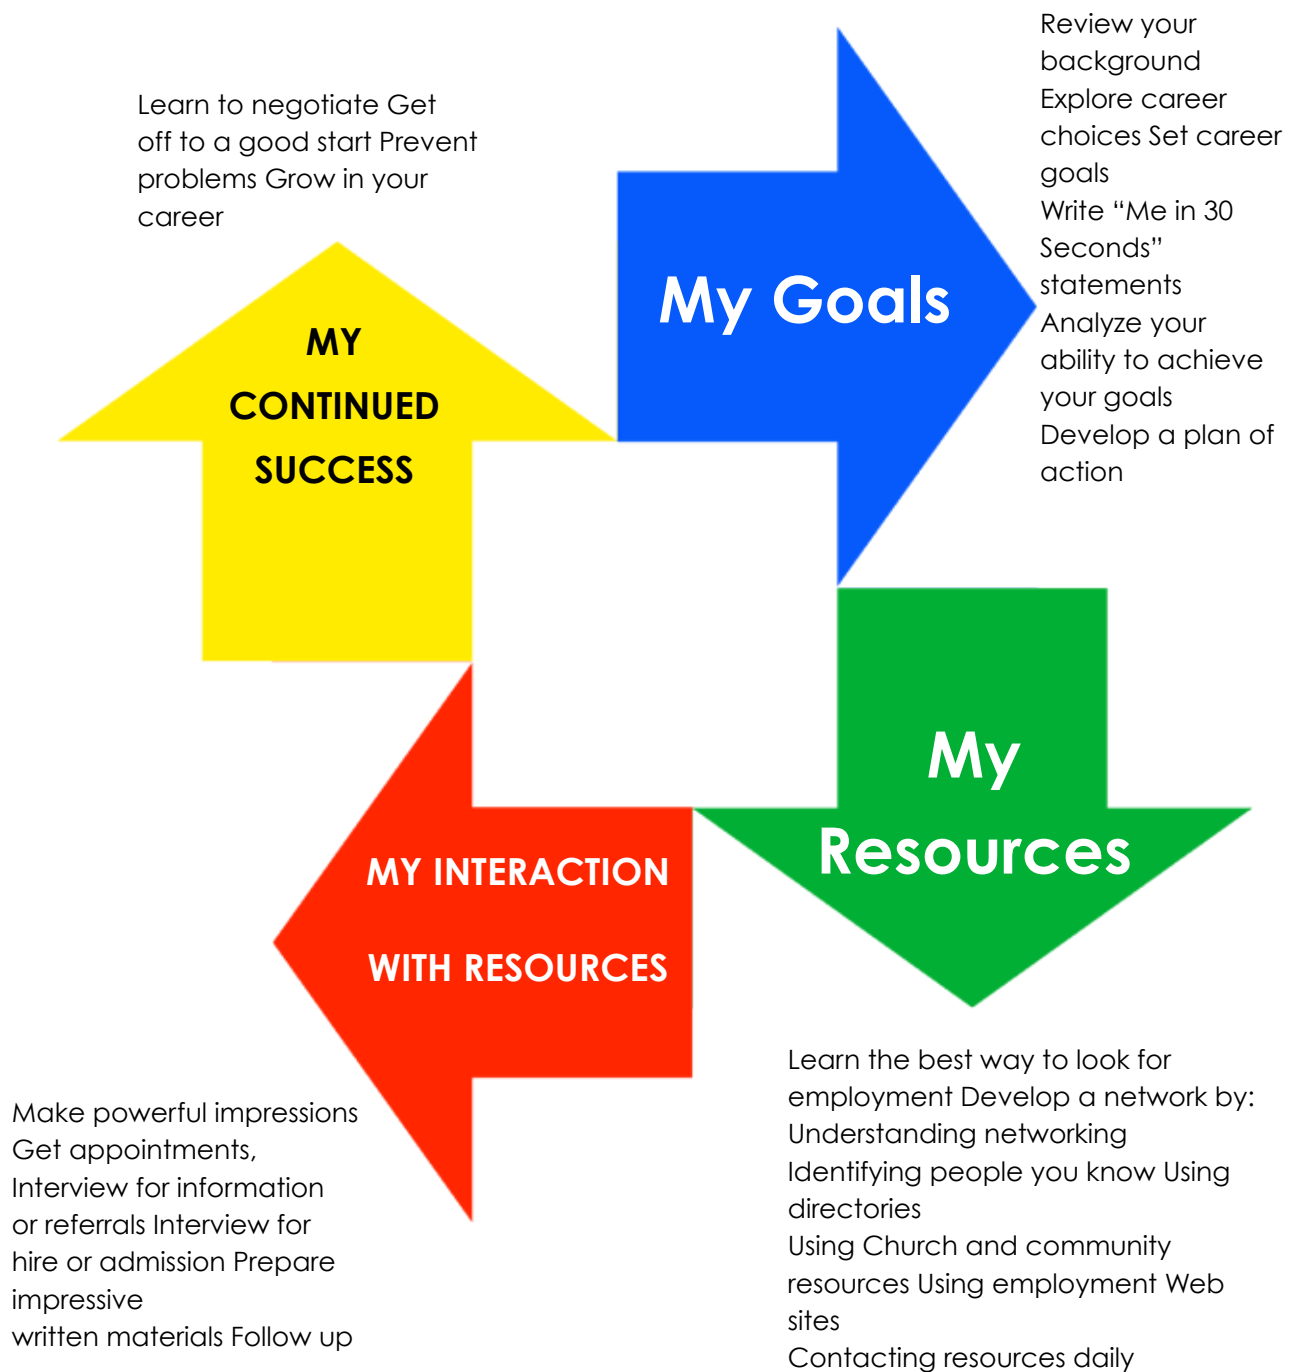 Review your
background
Explore career
choices Set career
goals
Write “Me in 30
Seconds”
statements
Analyze your
ability to achieve
your goals
Develop a plan of
action
Learn to negotiate Get
off to a good start Prevent
problems Grow in your
career
My Goals
MY
CONTINUED
SUCCESS
My
Resources
MY INTERACTION
WITH RESOURCES
Learn the best way to look for
employment Develop a network by:
Understanding networking
Identifying people you know Using
directories
Using Church and community
resources Using employment Web
sites
Contacting resources daily
Make powerful impressions
Get appointments,
Interview for information
or referrals Interview for
hire or admission Prepare
impressive
written materials Follow up